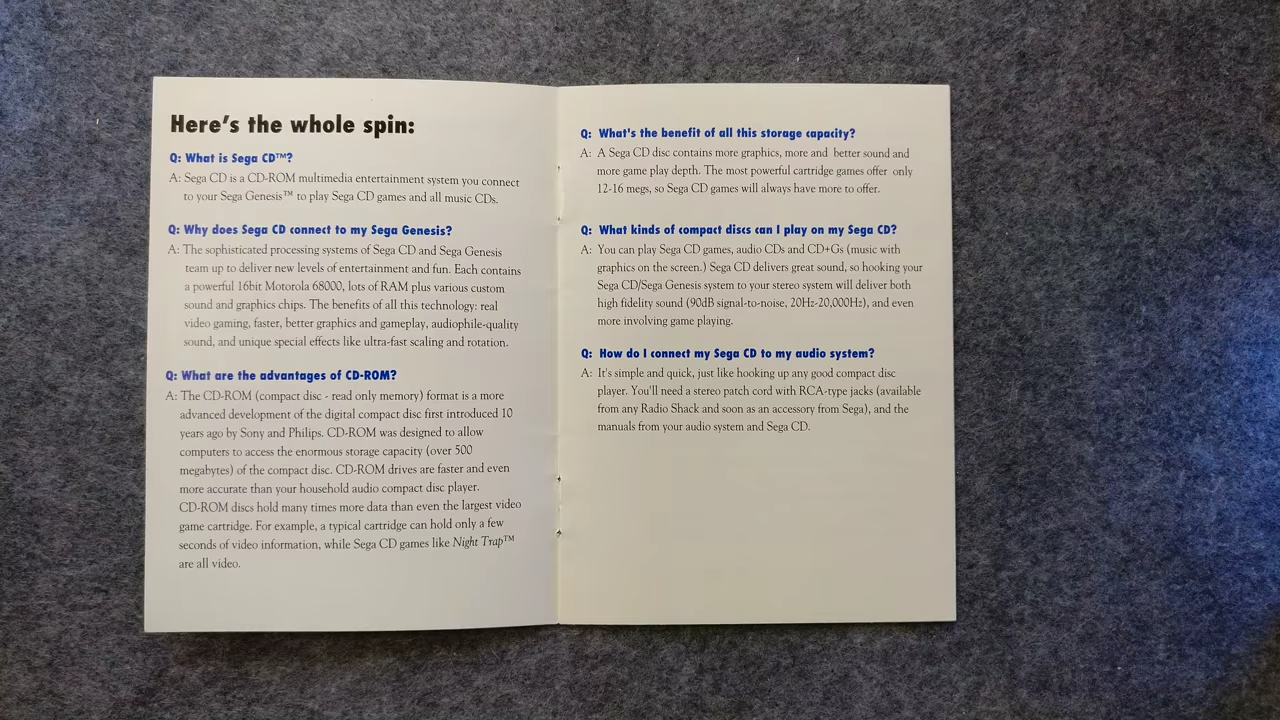 Here's the whole spin:
Q: What is Sega CD™?
A: Sega CD is a CD-ROM multimedia entertainment system you connect
to your Sega Genesis™ to play Sega CD games and all music CDs.
Q: Why does Sega CD connect to my Sega Genesis?
A: The sophisticated processing systems of Sega CD and Sega Genesis
team up to deliver new levels of entertainment and fun. Each contains
a powerful 16bit Motorola 68000, lots of RAM plus various custom
sound and graphics chips. The benefits of all this technology: real
video gaming, faster, better graphics and gameplay, audiophile-quality
sound, and unique special effects like ultra-fast scaling and rotation.
Q: What are the advantages of CD-ROM?
A: The CD-ROM (compact disc - read only memory) format is a more
advanced development of the digital compact disc first introduced 10
years ago by Sony and Philips. CD-ROM was designed to allow
computers to access the enormous storage capacity (over 500
megabytes) of the compact disc. CD-ROM drives are faster and even
more accurate than your household audio compact disc player.
CD-ROM discs hold many times more data than even the largest video
game cartridge. For example, a typical cartridge can hold only a few
seconds of video information, while Sega CD games like Night Trap™
are all video.
Q: What's the benefit of all this storage capacity?
A: A Sega CD disc contains more graphics, more and better sound and
more game play depth. The most powerful cartridge games offer only
12-16 megs, so Sega CD games will always have more to offer.
Q: What kinds of compact discs can I play on my Sega CD?
A: You can play Sega CD games, audio CDs and CD+Gs (music with
graphics on the screen.) Sega CD delivers great sound, so hooking your
Sega CD/Sega Genesis system to your stereo system will deliver both
high fidelity sound (90dB signal-to-noise, 20Hz-20,000Hz), and even
more involving game playing.
Q: How do I connect my Sega CD to my audio system?
A: It's simple and quick, just like hooking up any good compact disc
player. You'll need a stereo patch cord with RCA-type jacks (available
from any Radio Shack and soon as an accessory from Sega), and the
manuals from your audio system and Sega CD.